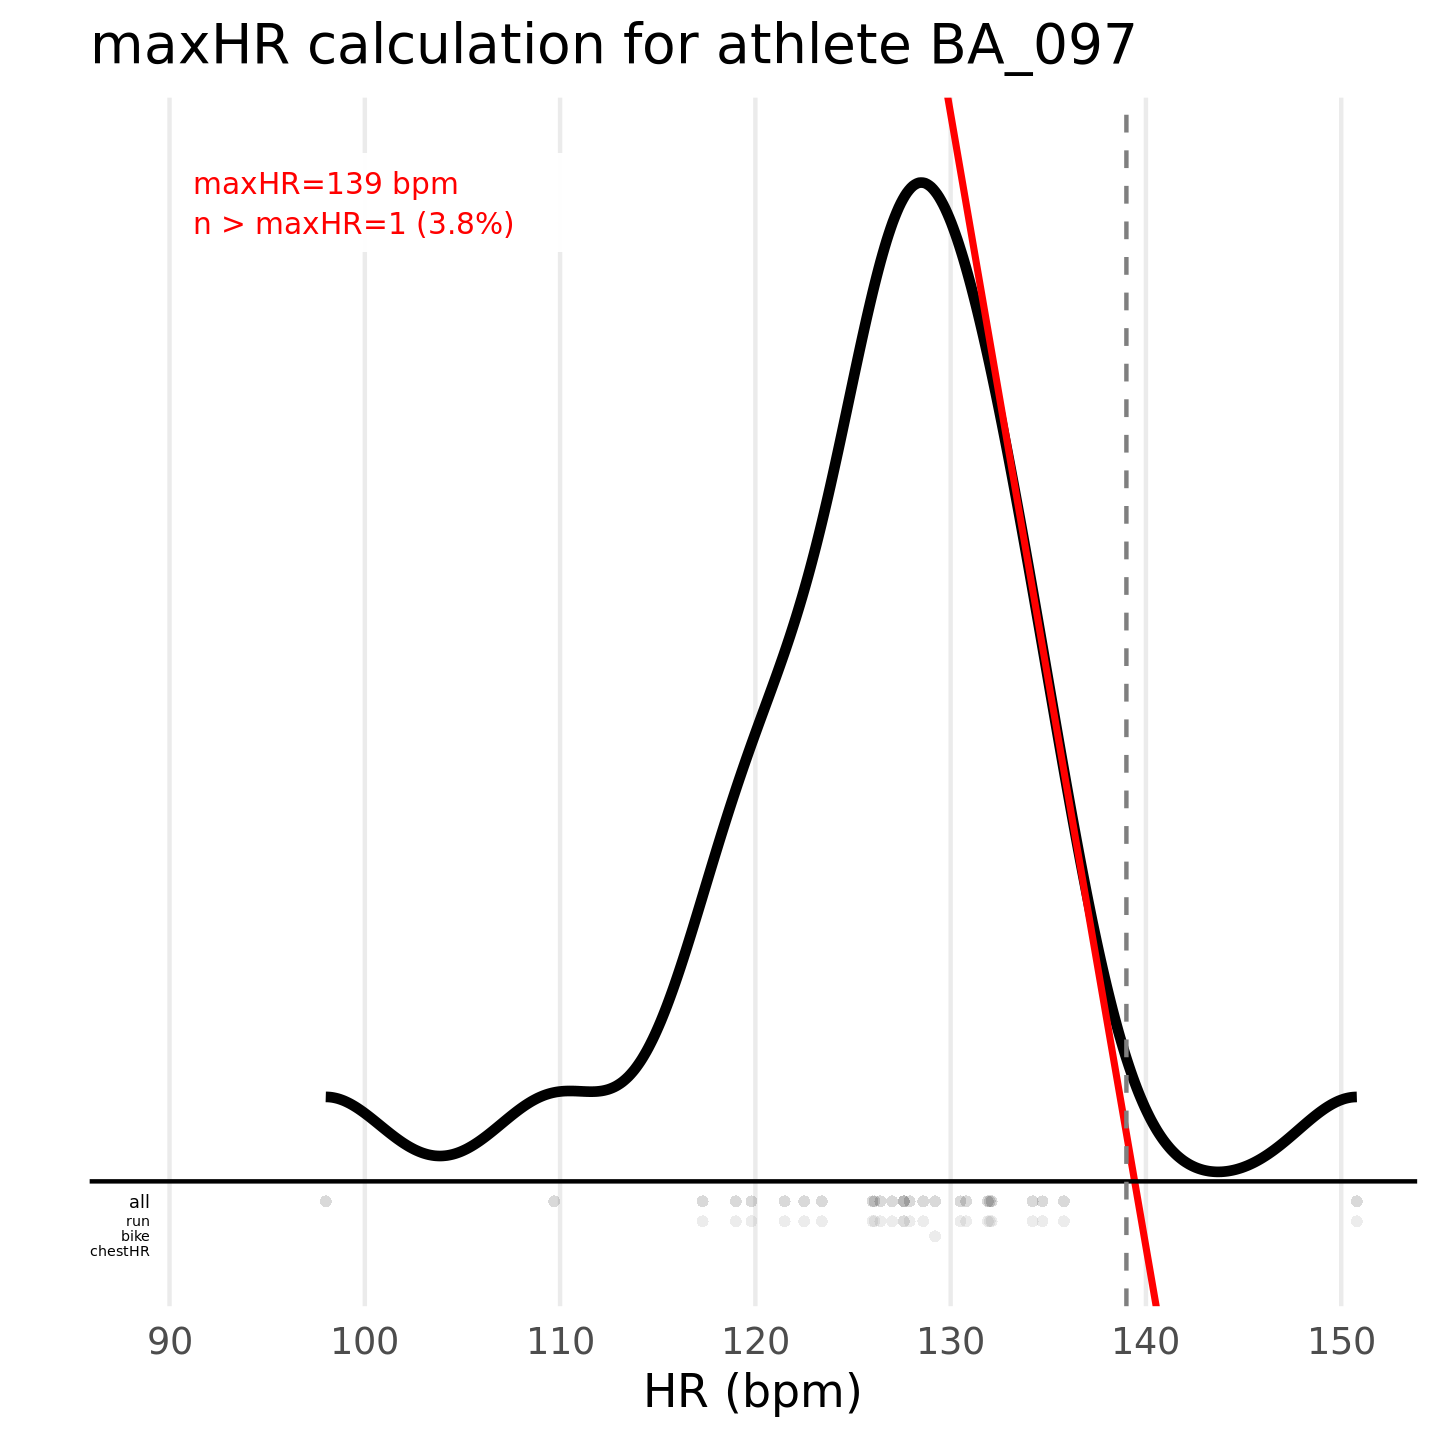 maxHR calculation for athlete BA_097
maxHR=139 bpm
n > maxHR=1 (3.8%)
all
run
bike
chestHR
90 100 110 120 130 140 150
HR (bpm)